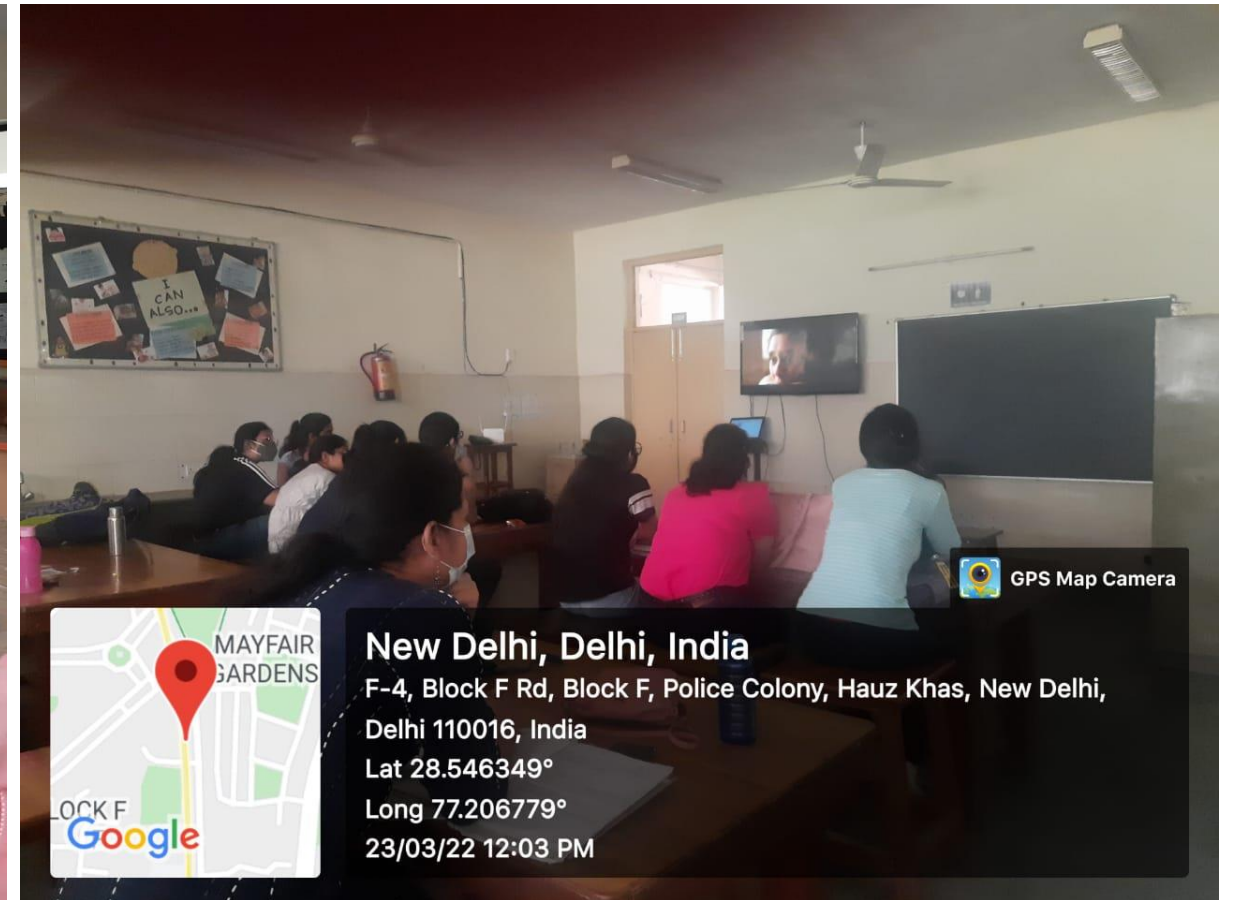 I
CAN
ALSO...
GPS Map Camera
MAYFAIR
GARDENS
LOCK F
Google
New Delhi, Delhi, India
F-4, Block F Rd, Block F, Police Colony, Hauz Khas, New Delhi,
Delhi 110016, India
Lat 28.546349°
Long 77.206779°
23/03/22 12:03 PM